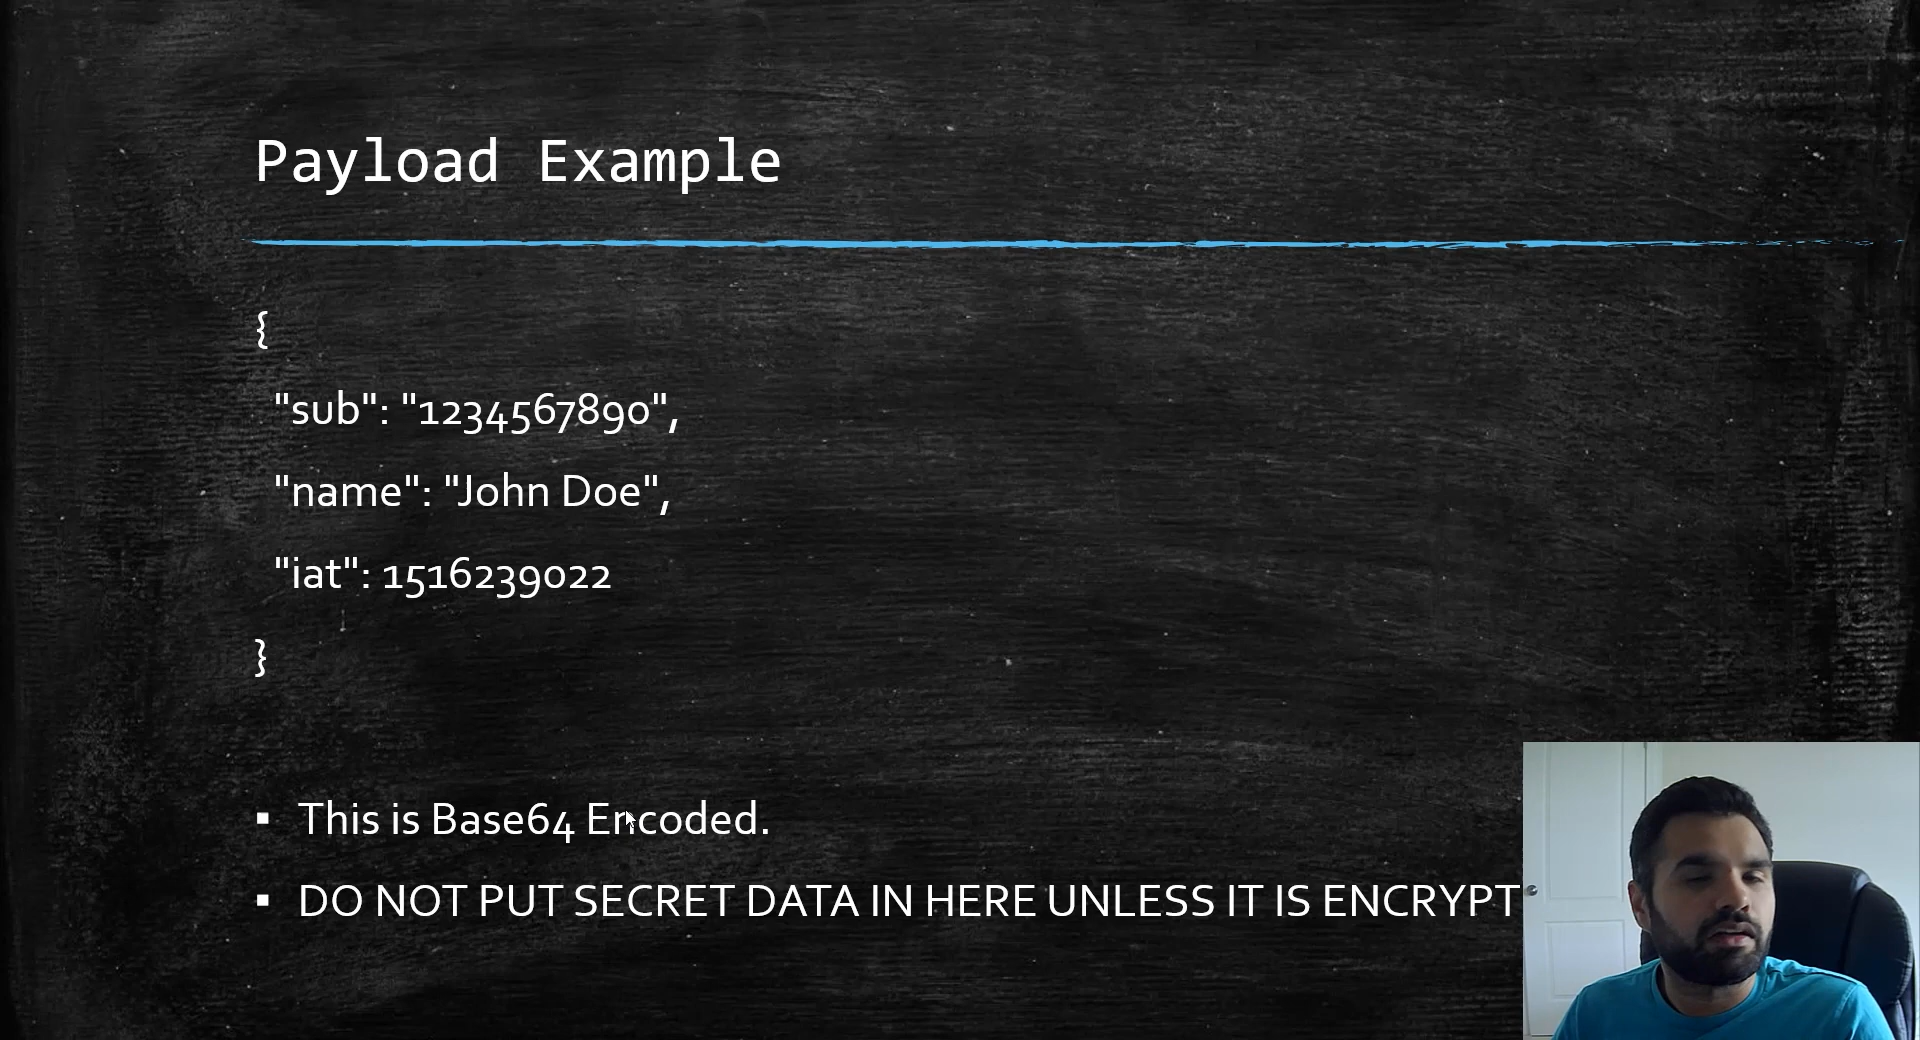 Payload Example
{
"sub": "1234567890",
"name": "John Doe",
"iat": 1516239022
}
▪ This is Base64 Encoded.
▪ DO NOT PUT SECRET DATA IN HERE UNLESS IT IS ENCRYPT